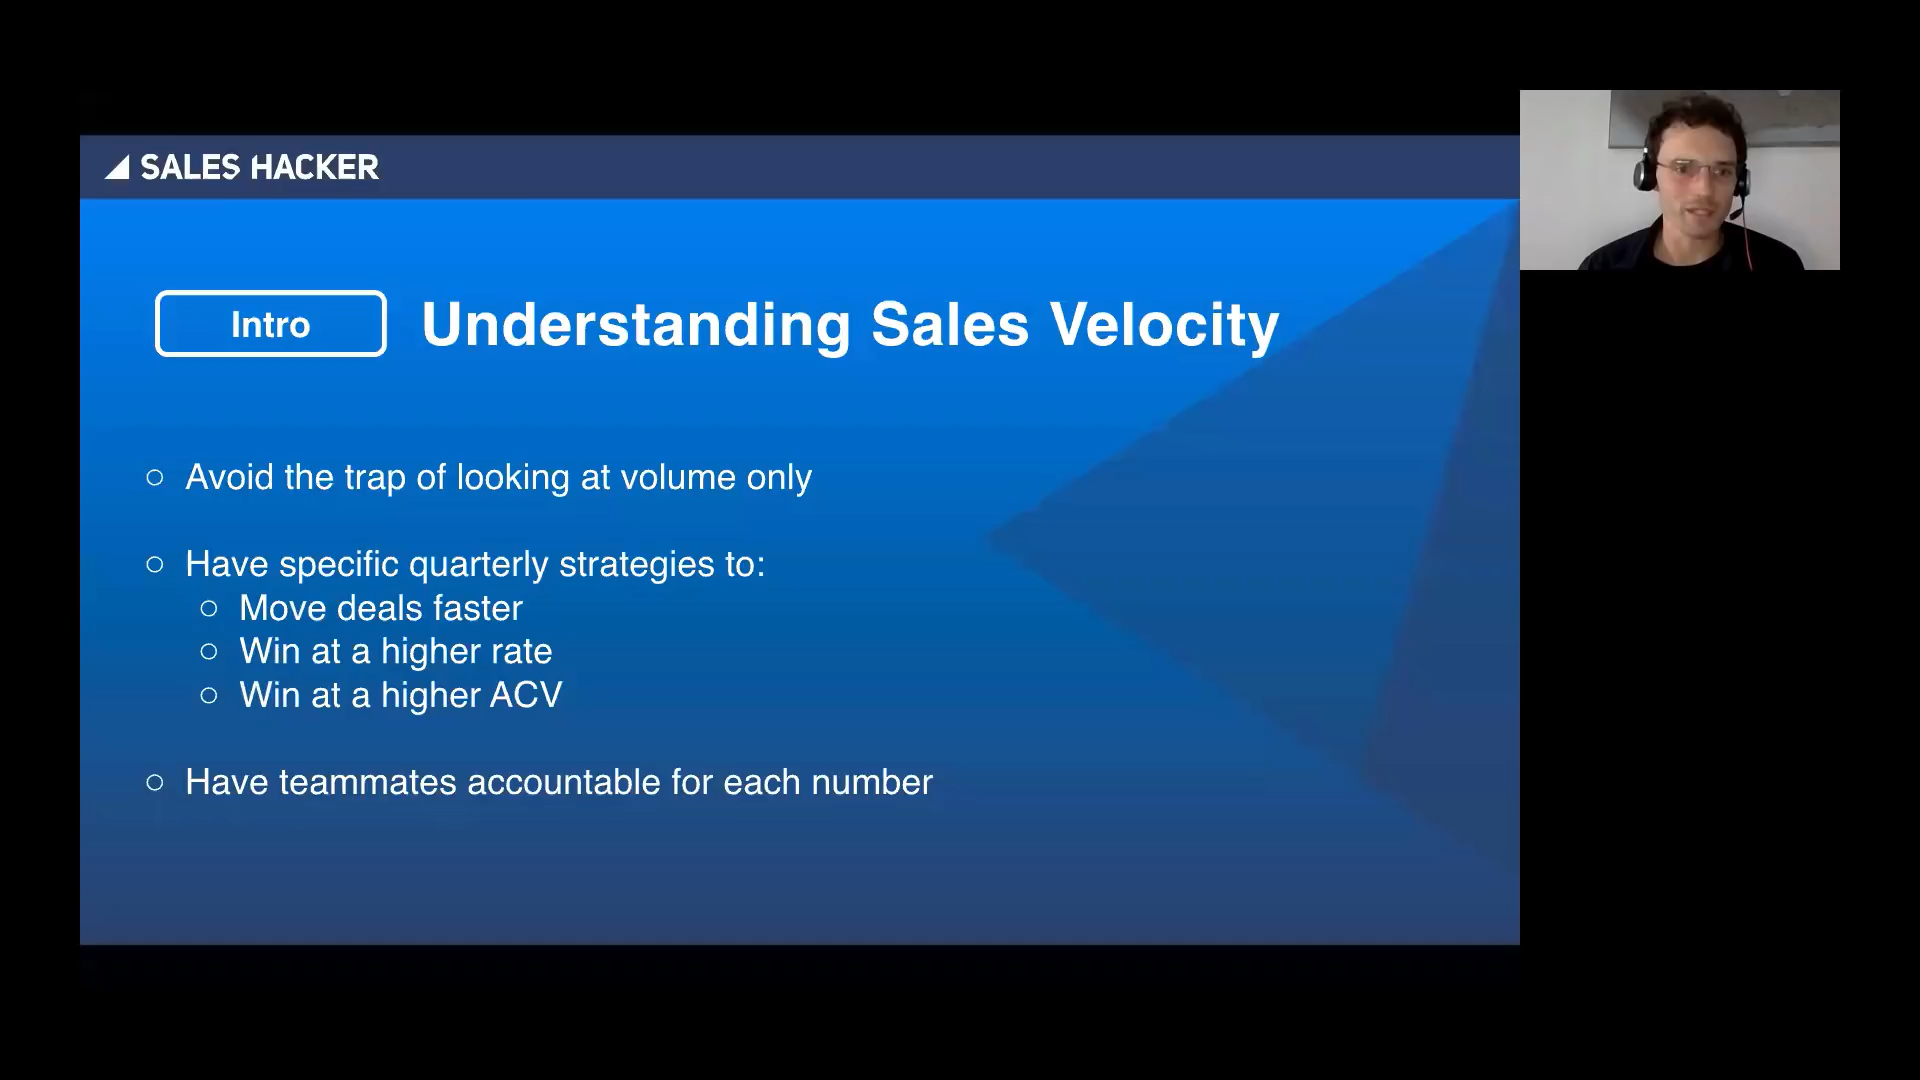 SALES HACKER
Intro
Understanding Sales Velocity
Avoid the trap of looking at volume only
Have specific quarterly strategies to:
Move deals faster
Win at a higher rate
Win at a higher ACV
Have teammates accountable for each number